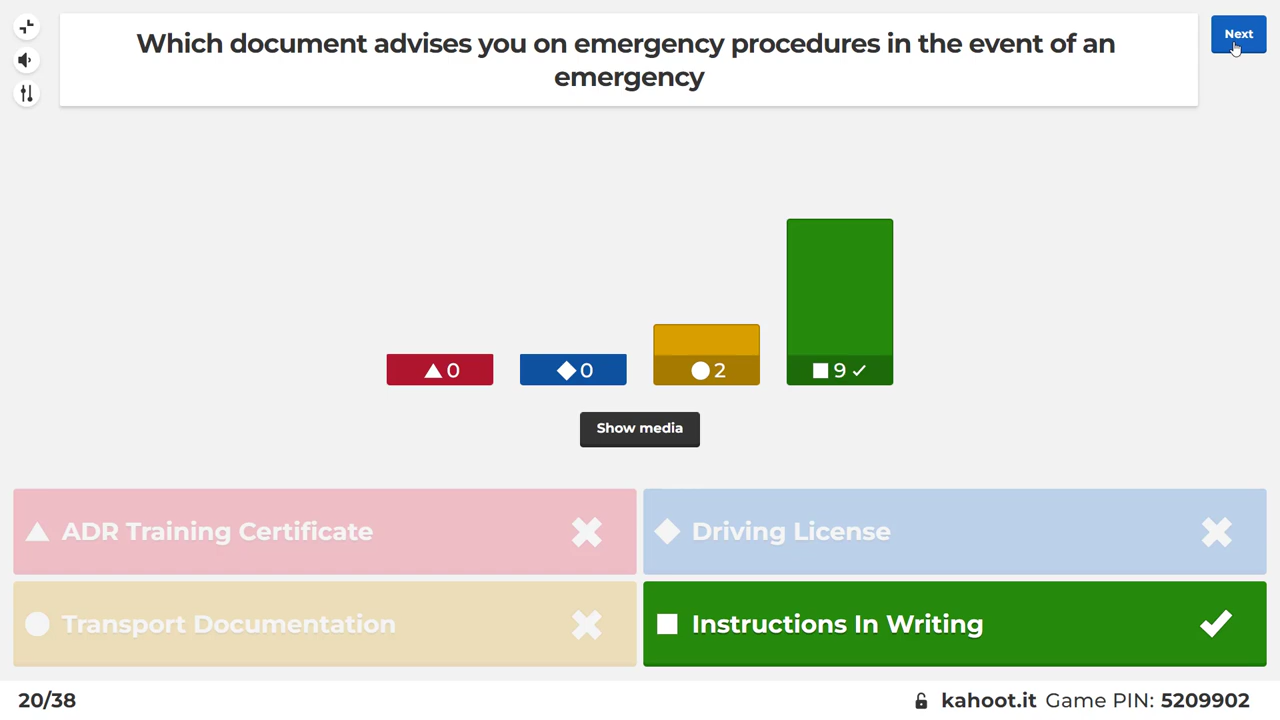 Which document advises you on emergency procedures in the event of an
emergency
Next
0
0
2
9
Show media
ADR Training Certificate
Driving License
Transport Documentation
Instructions In Writing
20/38
kahoot.it Game PIN: 5209902